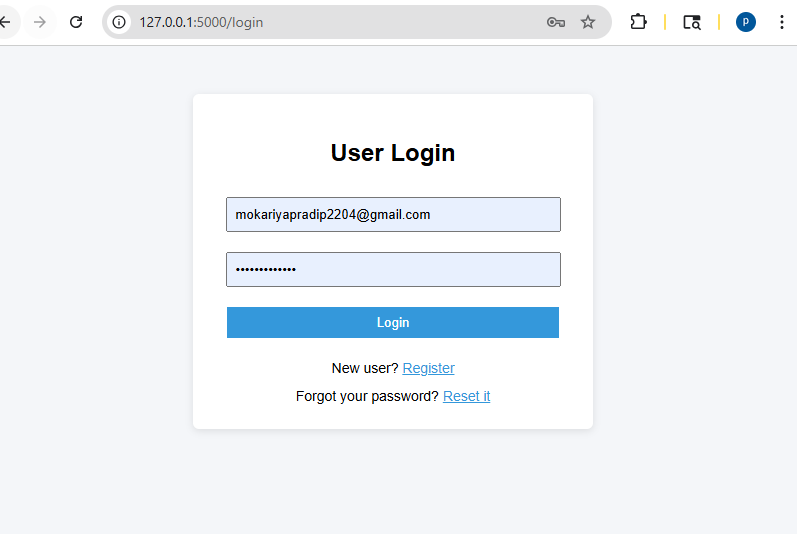 127.0.0.1:5000/login
P
User Login
mokariyapradip2204@gmail.com
•••••••••••••
Login
New user? Register
Forgot your password? Reset it